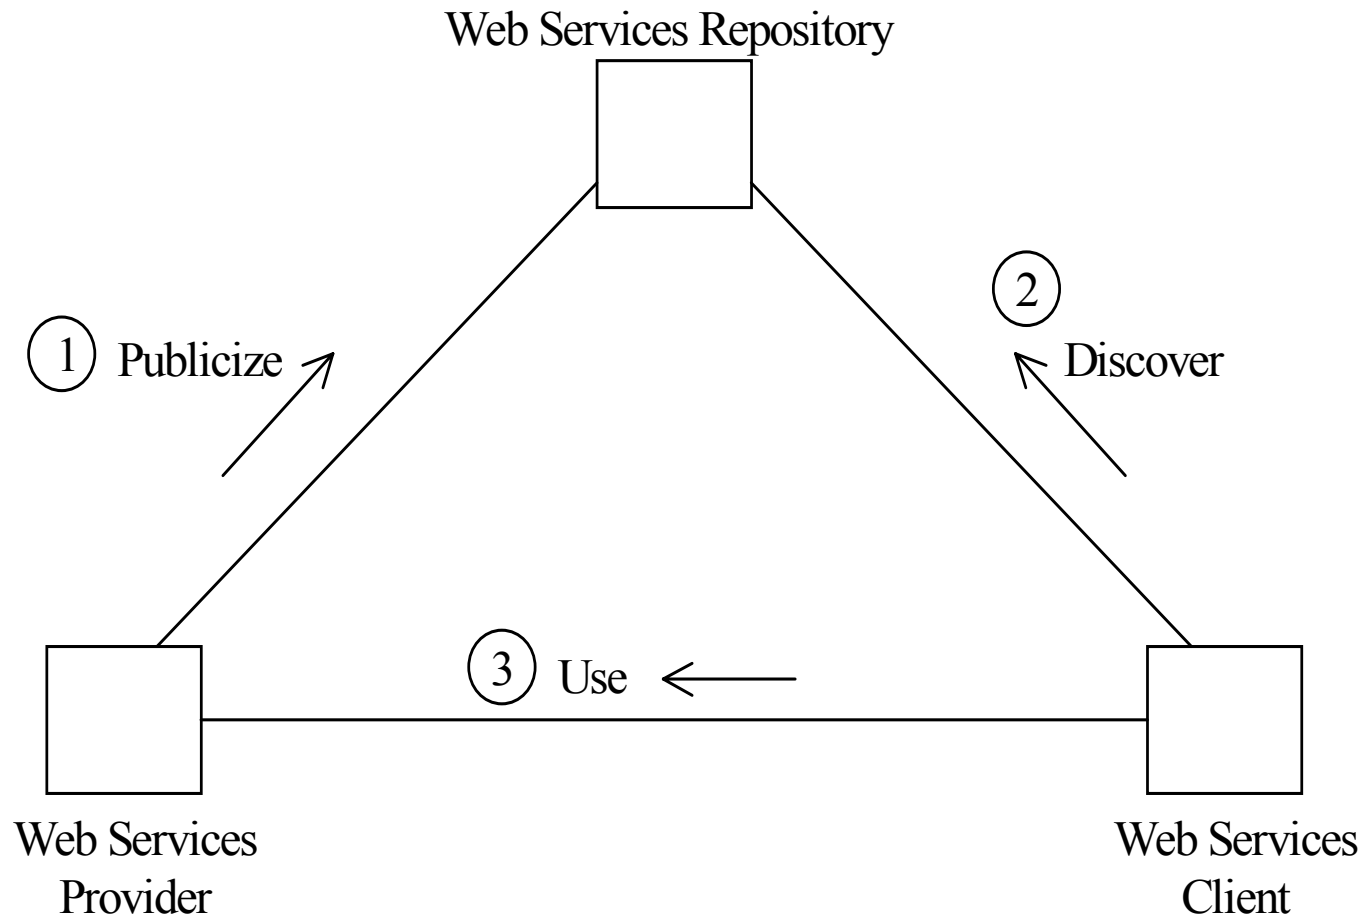 Web Services Repository
2
1 Publicize
Discover
3 Use
Web Services
Provider
Web Services
Client